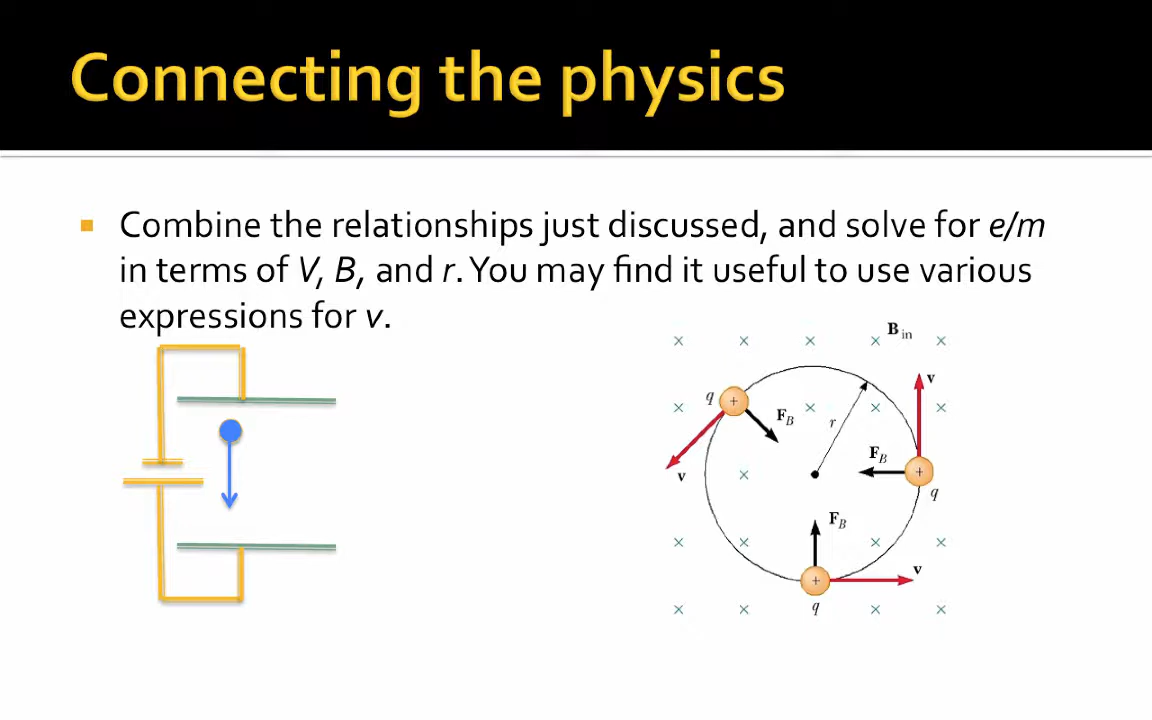 Connecting the physics
Combine the relationships just discussed, and solve for e/m
in terms of V, B, and r. You may find it useful to use various
expressions for v.
B in
q
F_B
v
r
v
F_B
q
F_B
v
q